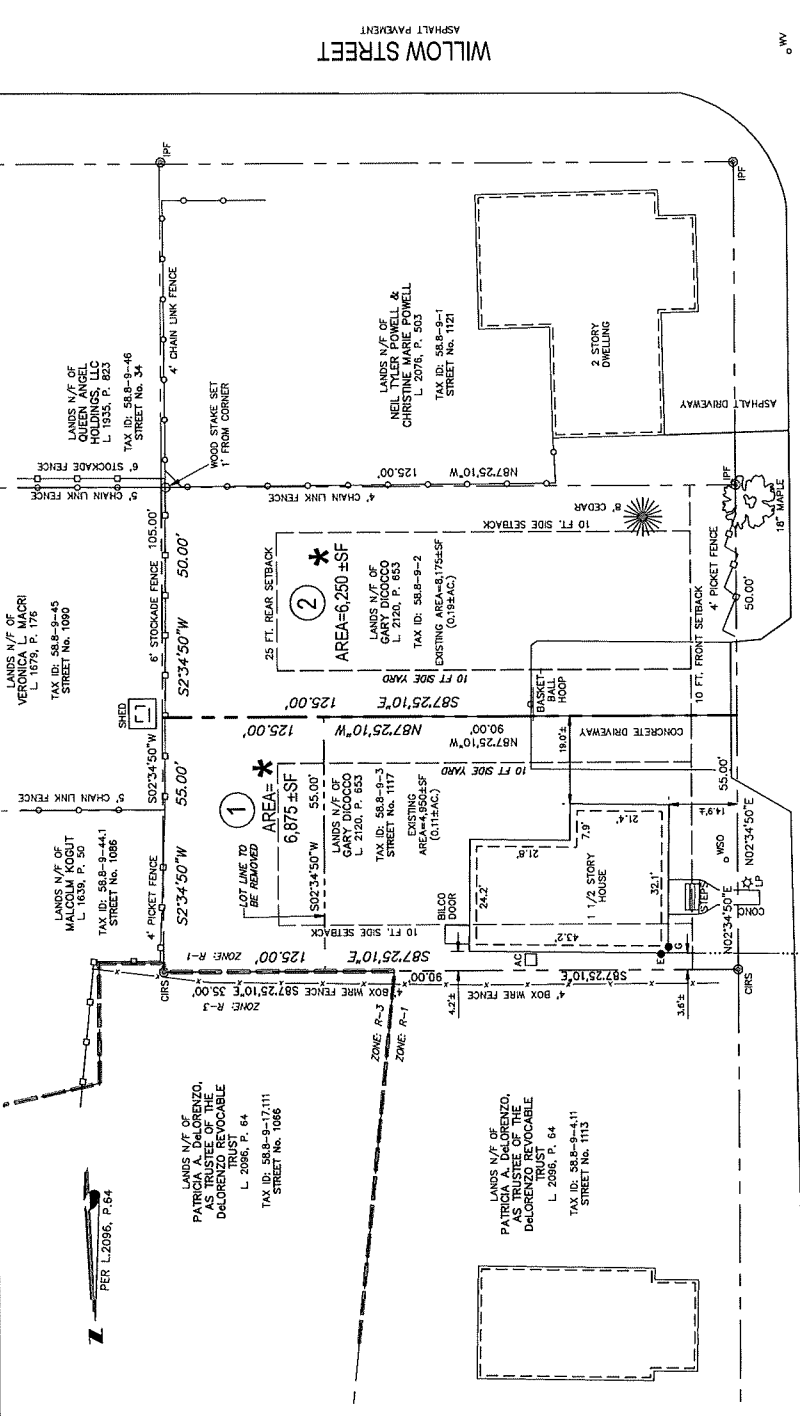 WILLOW STREET
ASPHALT PAVEMENT
WV
IPF
IPF
4' CHAIN LINK FENCE
LANDS N/F OF
QUEEN ANGEL
HOLDINGS, LLC
L 1935, P. 823
TAX ID: 58.8-9-46
STREET No. 34
WOOD STAKE SET
1' FROM CORNER
6' STOCKADE FENCE
5' CHAIN LINK FENCE
LANDS N/F OF
NEIL TYLER POWELL &
CHRISTINE MARIE POWELL
L 2076, P. 503
TAX ID: 58.8-9-1
STREET No. 1121
2 STORY
DWELLING
ASPHALT DRIVEWAY
N87°25'10"W 125.00'
4' CHAIN LINK FENCE
8' CEDAR
IPF
18" MAPLE
10 FT. SIDE SETBACK
4' PICKET FENCE
50.00'
LANDS N/F OF
VERONICA L. MACRI
L 1679, P. 176
TAX ID: 58.8-9-45
STREET No. 1090
6' STOCKADE FENCE 105.00'
S2°34'50"W 50.00'
25 FT. REAR SETBACK
2
*
AREA=6,250 ±SF
LANDS N/F OF
GARY DICOCCO
L 2120, P. 653
TAX ID: 58.8-9-2
EXISTING AREA=8,175±SF
(0.19±AC.)
10 FT. FRONT SETBACK
10 FT SIDE YARD
S87°25'10"E 125.00'
BASKET-
BALL
HOOP
SHED
S02°34'50"W
N87°25'10"W 125.00'
N87°25'10"W
90.00'
CONCRETE DRIVEWAY
19.0'±
10 FT SIDE YARD
5' CHAIN LINK FENCE
S2°34'50"W 55.00'
1
AREA= *
6,875 ±SF
S02°34'50"W 55.00'
LOT LINE TO
BE REMOVED
LANDS N/F OF
GARY DICOCCO
L 2120, P. 653
TAX ID: 58.8-9-3
STREET No. 1117
EXISTING
AREA=4,950±SF
(0.11±AC.)
55.00'
N02°34'50"E
14.9'±
21.4'
7.9'
21.8'
24.2'
32.1'
43.2'
1 1/2 STORY
HOUSE
BILCO
DOOR
STEPS
WSO
LP
CONC
N02°34'50"E
LANDS N/F OF
MALCOLM KOGUT
L 1639, P. 50
TAX ID: 58.8-9-44.1
STREET No. 1086
4' PICKET FENCE
10 FT. SIDE SETBACK
S87°25'10"E 125.00'
ZONE: R-1
AC
E
G
S87°25'10"E
90.00'
4' BOX WIRE FENCE
4.2'±
3.6'±
CIRS
CIRS
4' BOX WIRE FENCE S87°25'10"E 35.00'
ZONE: R-3
ZONE: R-3
ZONE: R-1
LANDS N/F OF
PATRICIA A. DeLORENZO,
AS TRUSTEE OF THE
DeLORENZO REVOCABLE
TRUST
L 2096, P. 64
TAX ID: 58.8-9-17.111
STREET No. 1066
LANDS N/F OF
PATRICIA A. DeLORENZO,
AS TRUSTEE OF THE
DeLORENZO REVOCABLE
TRUST
L 2096, P. 64
TAX ID: 58.8-9-4.11
STREET No. 1113
PER L.2096, P.64
N